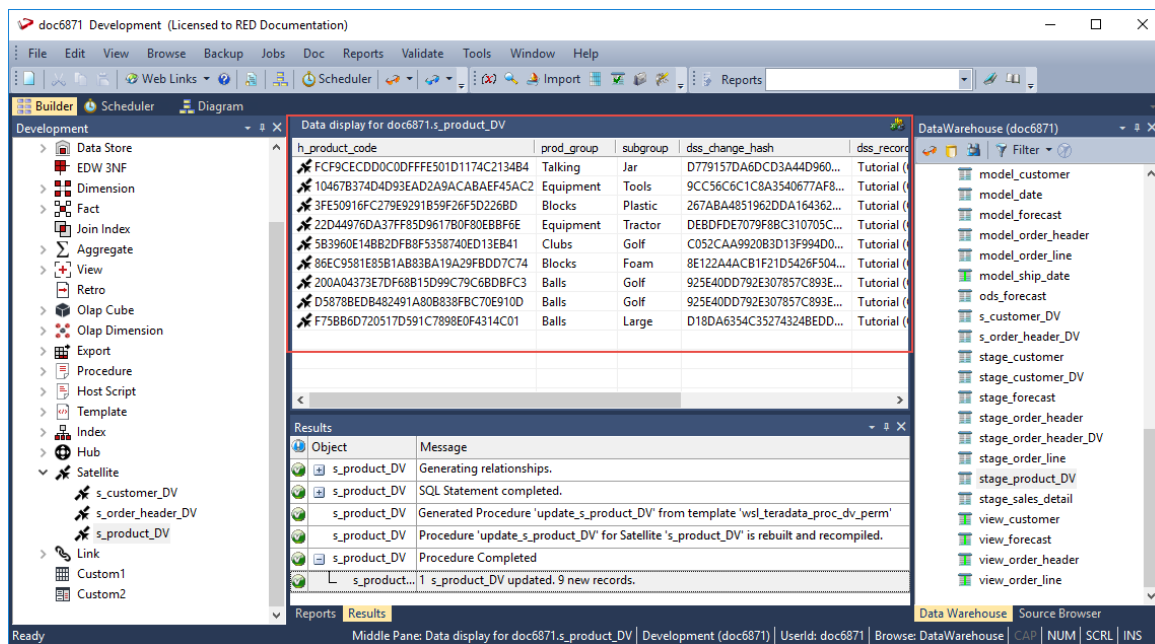 doc6871 Development (Licensed to RED Documentation)
File Edit View Browse Backup Jobs Doc Reports Validate Tools Window Help
Web Links Scheduler Import Reports
Builder Scheduler Diagram
Development
Data Store
EDW 3NF
Dimension
Fact
Join Index
Aggregate
View
Retro
Olap Cube
Olap Dimension
Export
Procedure
Host Script
Template
Index
Hub
Satellite
s_customer_DV
s_order_header_DV
s_product_DV
Link
Custom1
Custom2
Data display for doc6871.s_product_DV
h_product_code prod_group subgroup dss_change_hash dss_record
FCF9CECDD0C0DFFFE501D1174C2134B4 Talking Jar D779157DA6DCD3A44D960... Tutorial (
10467B374D4D93EAD2A9ACABAEF45AC2 Equipment Tools 9CC56C6C1C8A3540677AF8... Tutorial (
3FE50916FC279E9291B59F26F5D226BD Blocks Plastic 267ABA4851962DDA164362... Tutorial (
22D44976DA37FF85D9617B0F80EBBF6E Equipment Tractor DEBDFDE7079F8BC310705C... Tutorial (
5B3960E14BB2DFB8F5358740ED13EB41 Clubs Golf C052CAA9920B3D13F994D0... Tutorial (
86EC9581E85B1AB83BA19A29FBDD7C74 Blocks Foam 8E122A4ACB1F21D5426F504... Tutorial (
200A04373E7DF68B15D99C79C6BDBFC3 Balls Golf 925E40DD792E307857C893E... Tutorial (
D5878BEDB482491A80B838FBC70E910D Balls Golf 925E40DD792E307857C893E... Tutorial (
F75BB6D720517D591C7898E0F4314C01 Balls Large D18DA6354C35274324BEDD... Tutorial (
Results
Object Message
s_product_DV Generating relationships.
s_product_DV SQL Statement completed.
s_product_DV Generated Procedure 'update_s_product_DV' from template 'wsl_teradata_proc_dv_perm'
s_product_DV Procedure 'update_s_product_DV' for Satellite 's_product_DV' is rebuilt and recompiled.
s_product_DV Procedure Completed
s_product... 1 s_product_DV updated. 9 new records.
Reports Results
DataWarehouse (doc6871)
Filter
model_customer
model_date
model_forecast
model_order_header
model_order_line
model_ship_date
ods_forecast
s_customer_DV
s_order_header_DV
stage_customer
stage_customer_DV
stage_forecast
stage_order_header
stage_order_header_DV
stage_order_line
stage_product_DV
stage_sales_detail
view_customer
view_forecast
view_order_header
view_order_line
Data Warehouse Source Browser
Ready Middle Pane: Data display for doc6871.s_product_DV Development (doc6871) UserId: doc6871 Browse: DataWarehouse CAP NUM SCRL INS